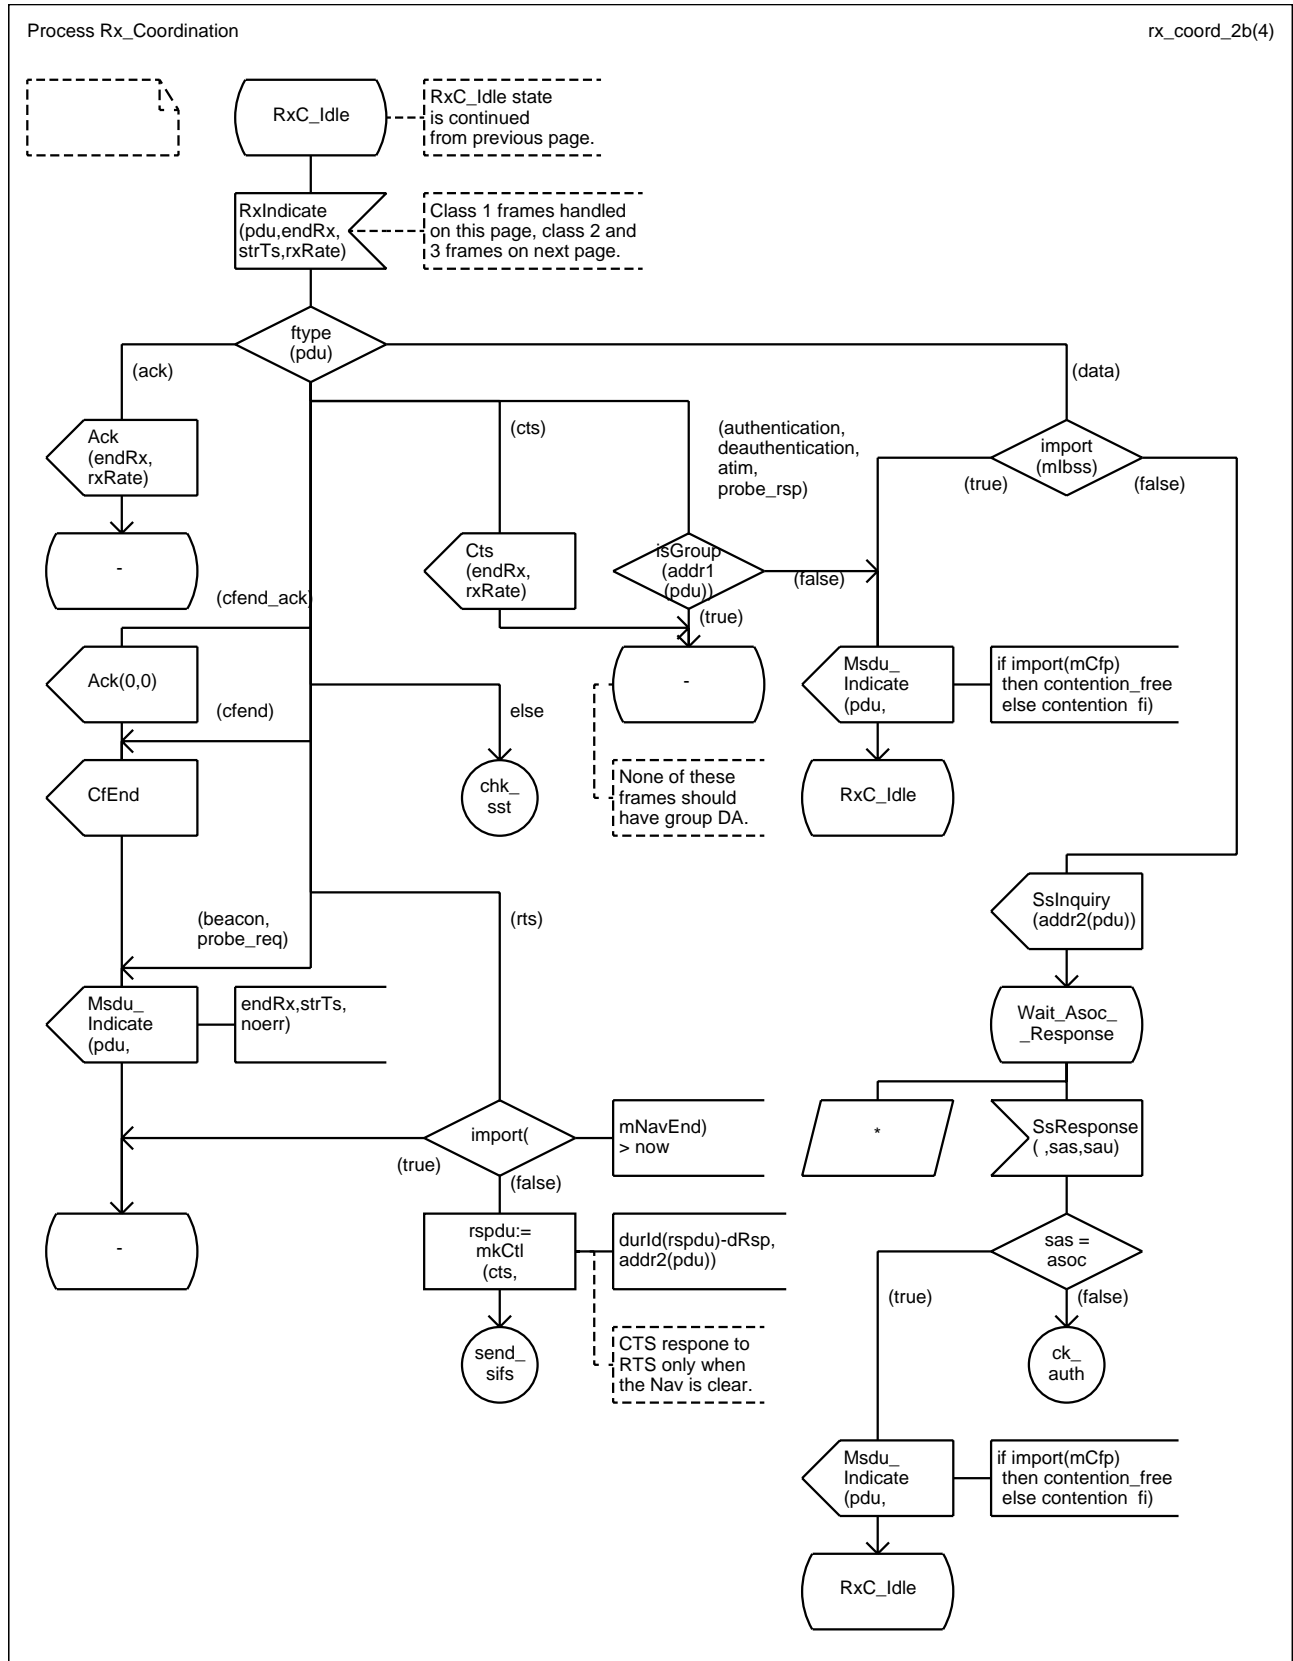 Process Rx_Coordination
rx_coord_2b(4)
RxC_Idle
RxC_Idle state
is continued
from previous page.
RxIndicate
(pdu,endRx,
strTs,rxRate)
Class 1 frames handled
on this page, class 2 and
3 frames on next page.
ftype
(pdu)
(ack)
(data)
Ack
(endRx,
rxRate)
(cts)
(authentication,
deauthentication,
atim,
probe_rsp)
import
(mIbss)
(true)
(false)
-
Cts
(endRx,
rxRate)
isGroup
(addr1
(pdu))
(false)
(true)
(cfend_ack)
Ack(0,0)
(cfend)
else
-
Msdu_
Indicate
(pdu,
if import(mCfp)
then contention_free
else contention_fi)
CfEnd
chk_
sst
None of these
frames should
have group DA.
RxC_Idle
SsInquiry
(addr2(pdu))
(beacon,
probe_req)
(rts)
Msdu_
Indicate
(pdu,
endRx,strTs,
noerr)
Wait_Asoc_
_Response
import(
mNavEnd)
> now
(true)
(false)
*
SsResponse
( ,sas,sau)
-
rspdu:=
mkCtl
(cts,
durId(rspdu)-dRsp,
addr2(pdu))
sas =
asoc
(true)
(false)
send_
sifs
CTS respone to
RTS only when
the Nav is clear.
ck_
auth
Msdu_
Indicate
(pdu,
if import(mCfp)
then contention_free
else contention_fi)
RxC_Idle